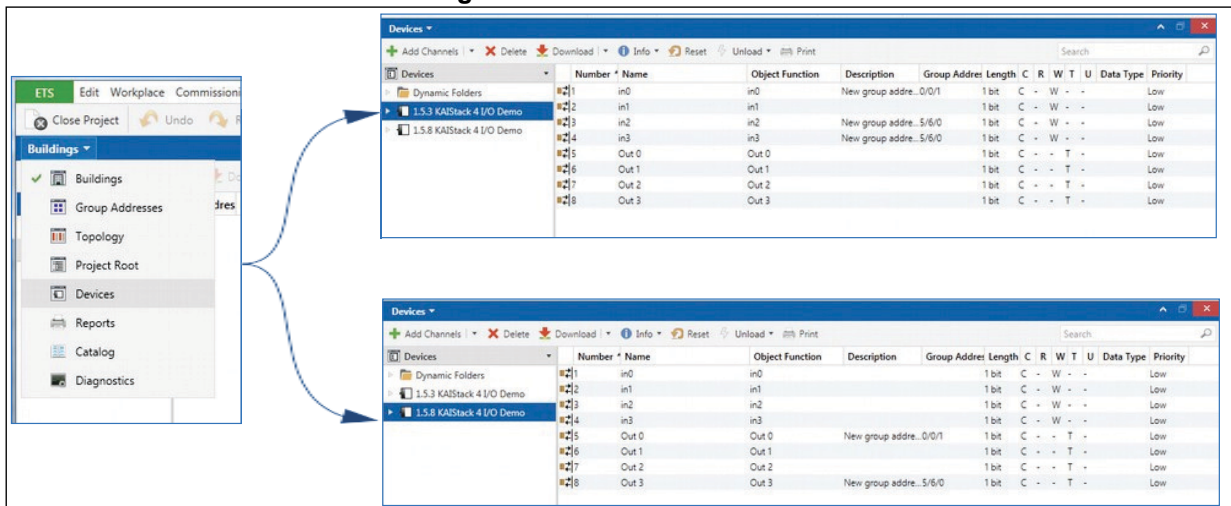 ETS Edit Workplace Commissioni
Close Project Undo
Buildings
Buildings
Group Addresses
dres
Topology
Project Root
Devices
Reports
Catalog
Diagnostics
Devices
Add Channels Delete Download Info Reset Unload Print Search
Devices Number Name Object Function Description Group Addres Length C R W T U Data Type Priority
Dynamic Folders
1.5.3 KAIStack 4 I/O Demo
1.5.8 KAIStack 4 I/O Demo
1 in0 in0 New group addre...0/0/1 1 bit C - W - - Low
2 in1 in1 1 bit C - W - - Low
3 in2 in2 New group addre...5/6/0 1 bit C - W - - Low
4 in3 in3 New group addre...5/6/0 1 bit C - W - - Low
5 Out 0 Out 0 1 bit C - - T - Low
6 Out 1 Out 1 1 bit C - - T - Low
7 Out 2 Out 2 1 bit C - - T - Low
8 Out 3 Out 3 1 bit C - - T - Low
Devices
Add Channels Delete Download Info Reset Unload Print Search
Devices Number Name Object Function Description Group Addres Length C R W T U Data Type Priority
Dynamic Folders
1.5.3 KAIStack 4 I/O Demo
1.5.8 KAIStack 4 I/O Demo
1 in0 in0 1 bit C - W - - Low
2 in1 in1 1 bit C - W - - Low
3 in2 in2 1 bit C - W - - Low
4 in3 in3 1 bit C - W - - Low
5 Out 0 Out 0 New group addre...0/0/1 1 bit C - - T - Low
6 Out 1 Out 1 1 bit C - - T - Low
7 Out 2 Out 2 1 bit C - - T - Low
8 Out 3 Out 3 New group addre...5/6/0 1 bit C - - T - Low